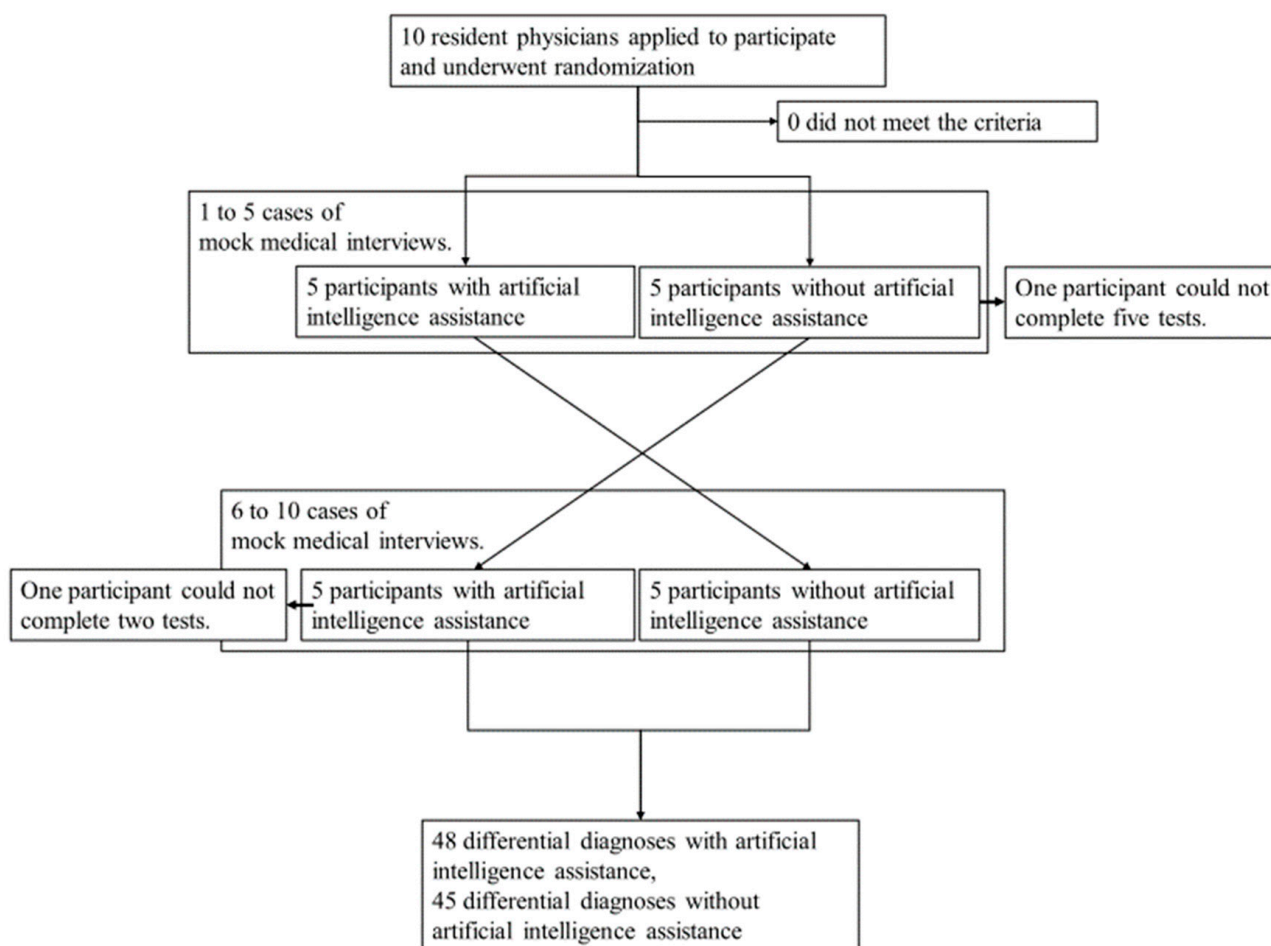 10 resident physicians applied to participate
and underwent randomization
0 did not meet the criteria
1 to 5 cases of
mock medical interviews.
5 participants with artificial
intelligence assistance
5 participants without artificial
intelligence assistance
One participant could not
complete five tests.
6 to 10 cases of
mock medical interviews.
One participant could not
complete two tests.
5 participants with artificial
intelligence assistance
5 participants without artificial
intelligence assistance
48 differential diagnoses with artificial
intelligence assistance,
45 differential diagnoses without
artificial intelligence assistance